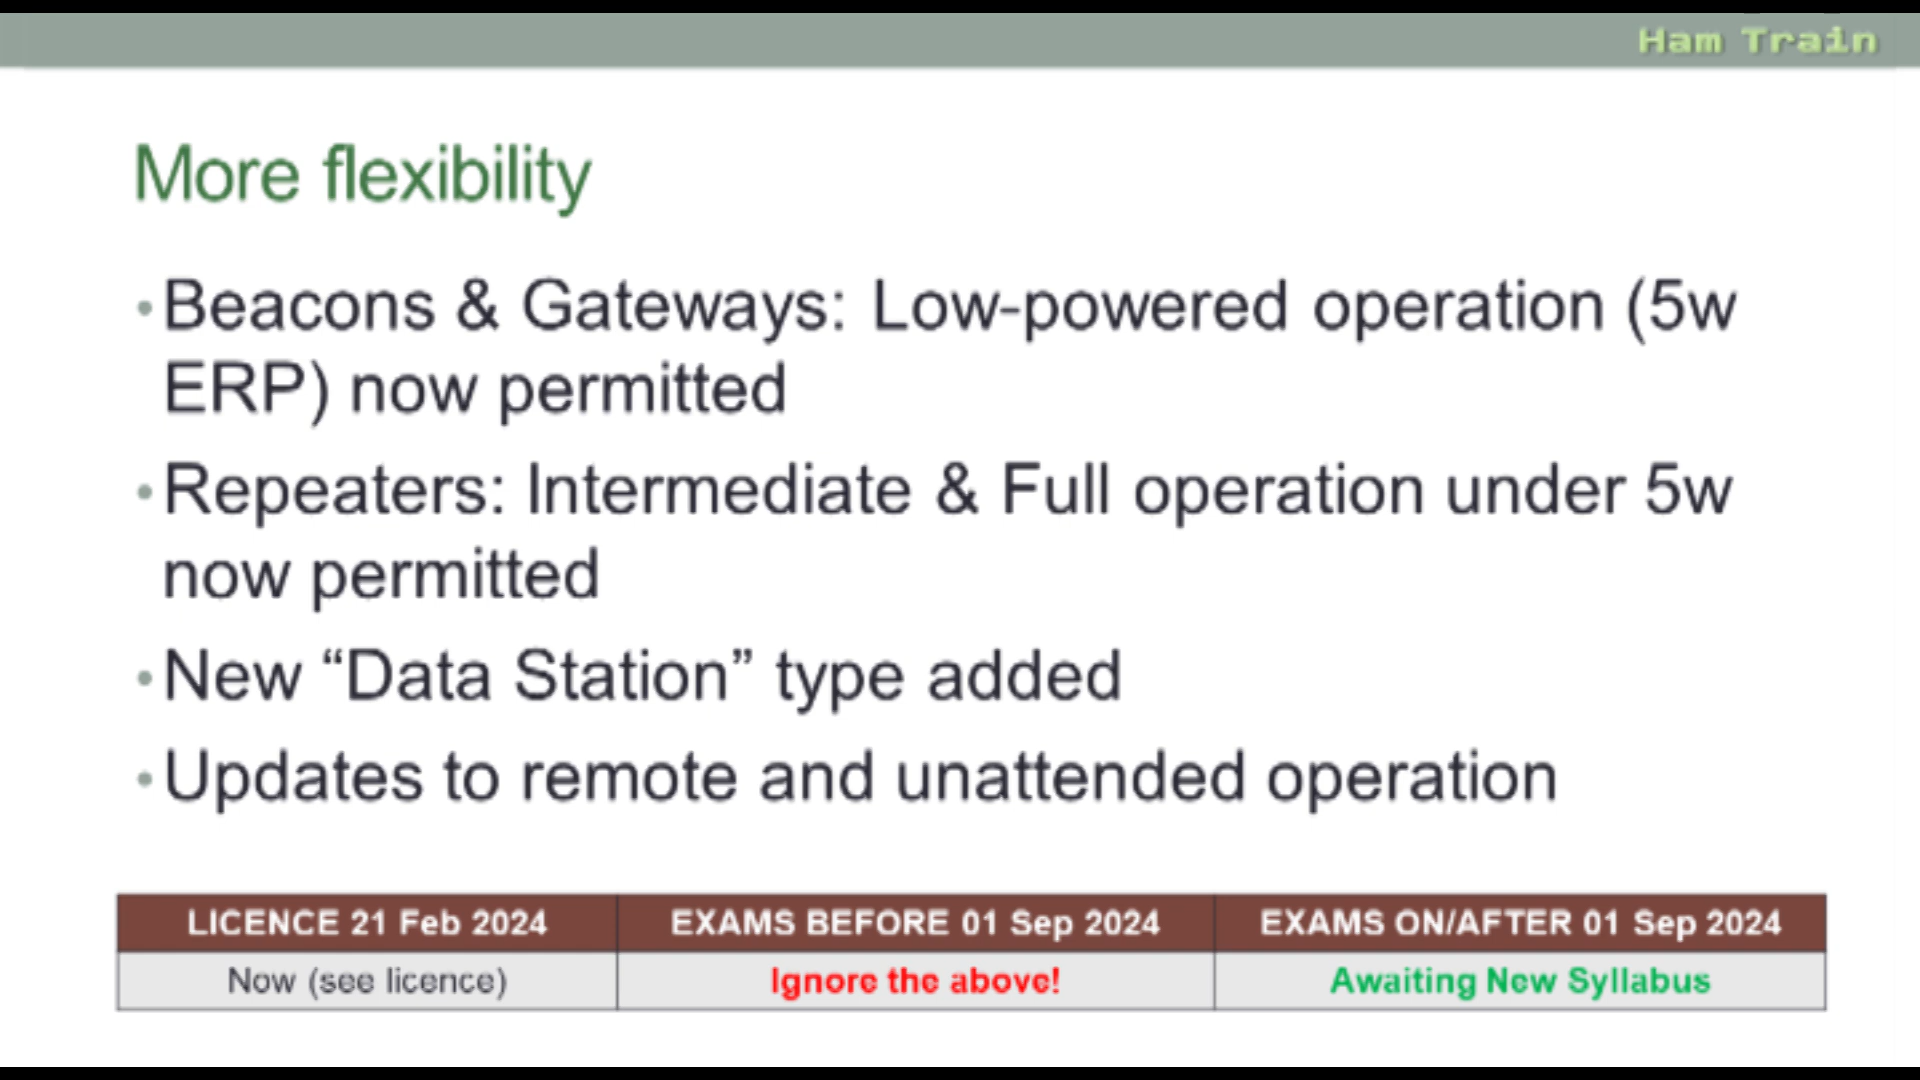 Ham Train
More flexibility
•Beacons & Gateways: Low-powered operation (5w
ERP) now permitted
•Repeaters: Intermediate & Full operation under 5w
now permitted
•New “Data Station” type added
•Updates to remote and unattended operation
LICENCE 21 Feb 2024 EXAMS BEFORE 01 Sep 2024 EXAMS ON/AFTER 01 Sep 2024
Now (see licence) Ignore the above! Awaiting New Syllabus